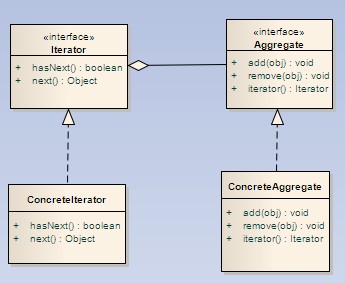 «interface»
Iterator
+ hasNext() : boolean
+ next() : Object
«interface»
Aggregate
+ add(obj) : void
+ remove(obj) : void
+ iterator() : Iterator
ConcreteIterator
+ hasNext() : boolean
+ next() : Object
ConcreteAggregate
+ add(obj) : void
+ remove(obj) : void
+ iterator() : Iterator